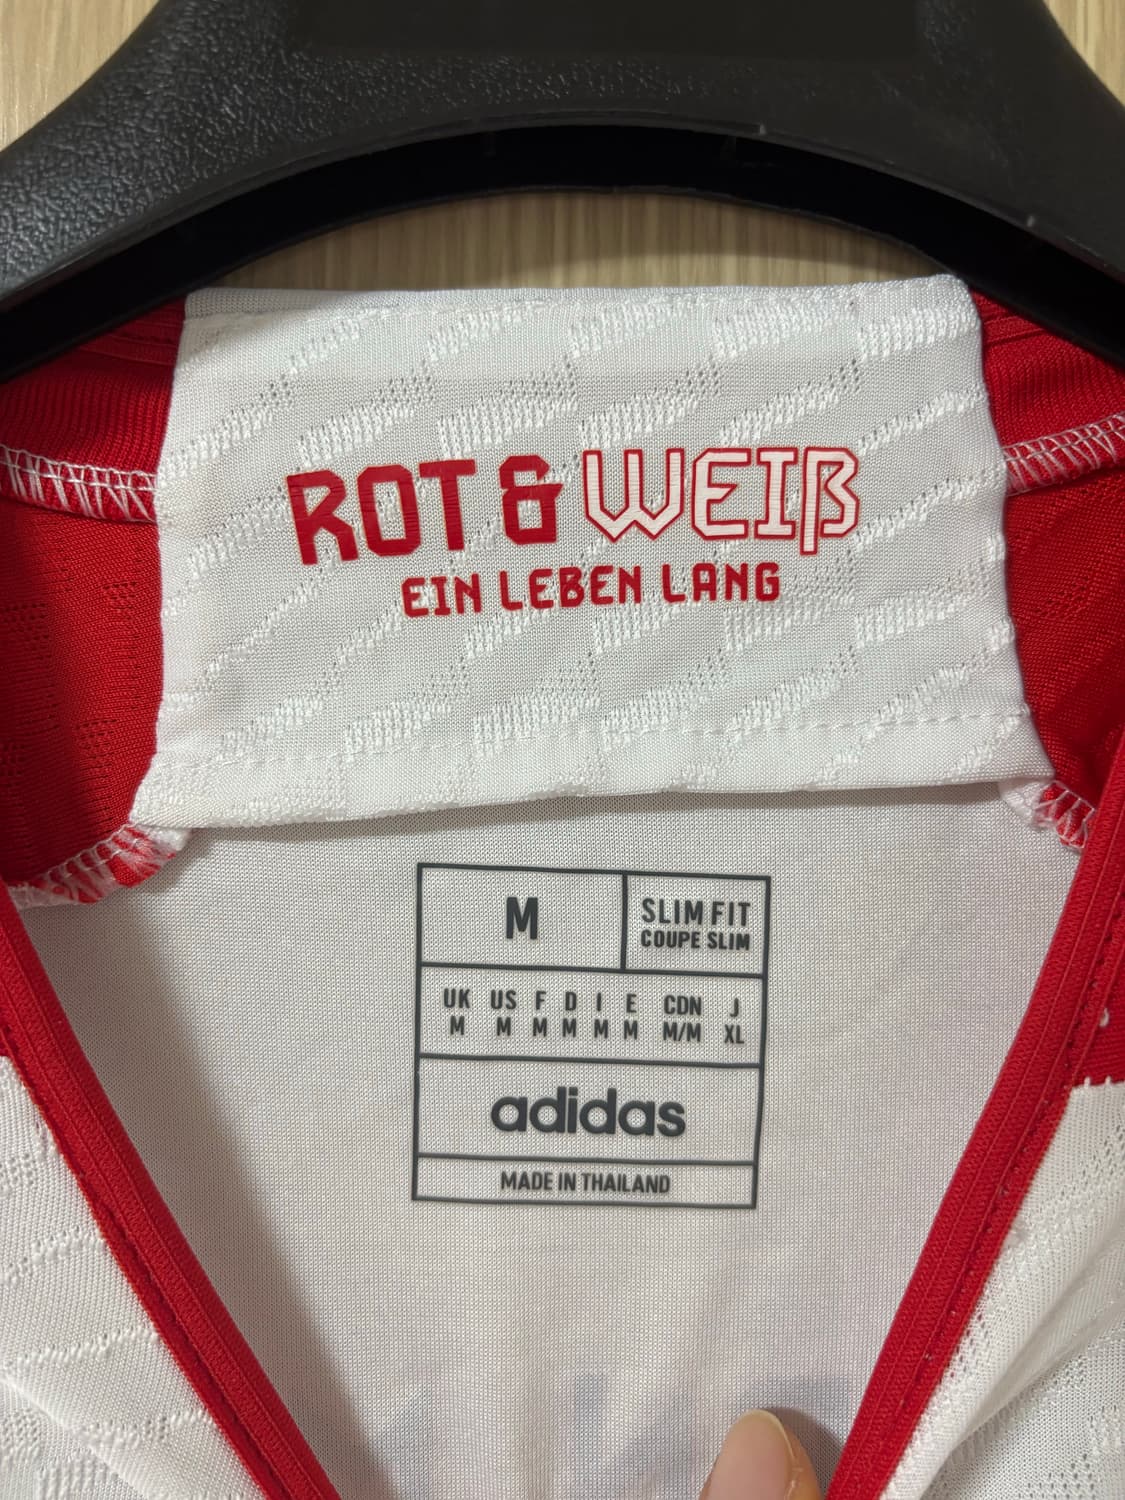 ROT & WEIß
EIN LEBEN LANG
M
SLIM FIT
COUPE SLIM
UK US F D I E CDN J
M M M M M M M/M XL
adidas
MADE IN THAILAND